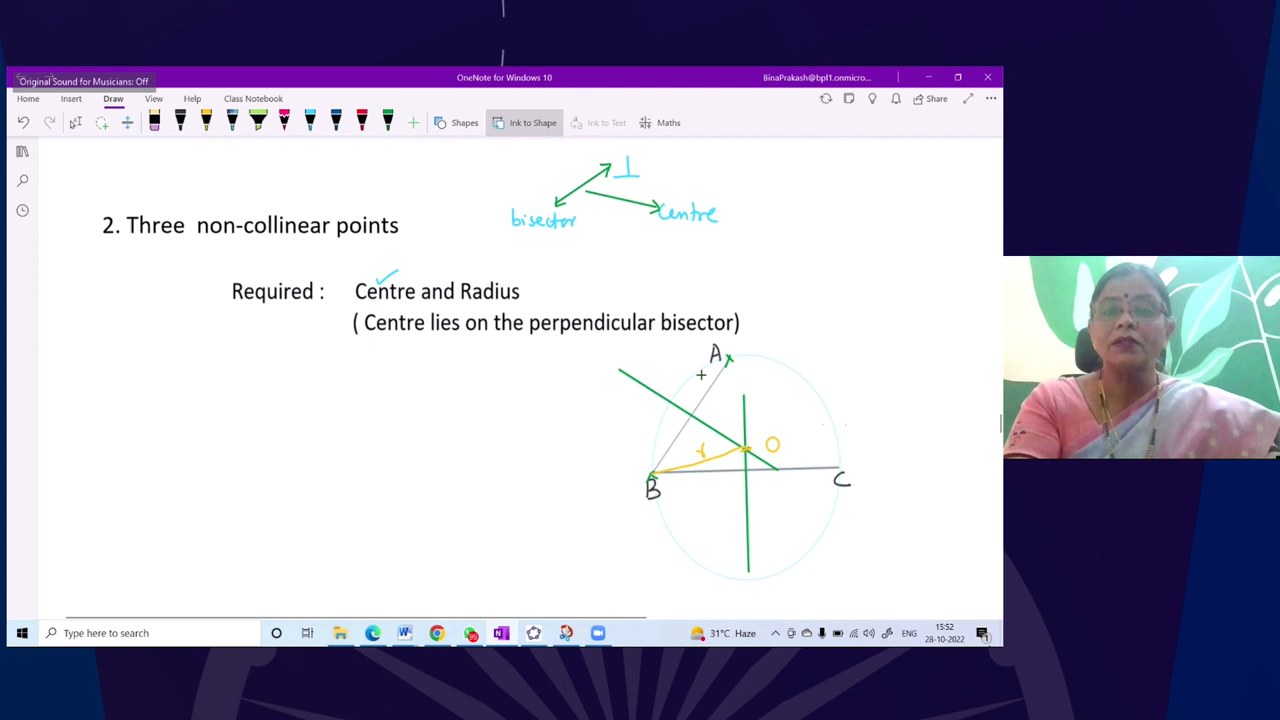 Original Sound for Musicians: Off
OneNote for Windows 10
BinaPrakash@bpl1.onmicro...
Home Insert Draw View Help Class Notebook
Share
Shapes
Ink to Shape
Ink to Text
Maths
⊥
bisector
centre
2. Three non-collinear points
Required : Centre and Radius
( Centre lies on the perpendicular bisector)
A
r
O
B
C
Type here to search
99
31°C Haze
ENG
15:52
28-10-2022
1